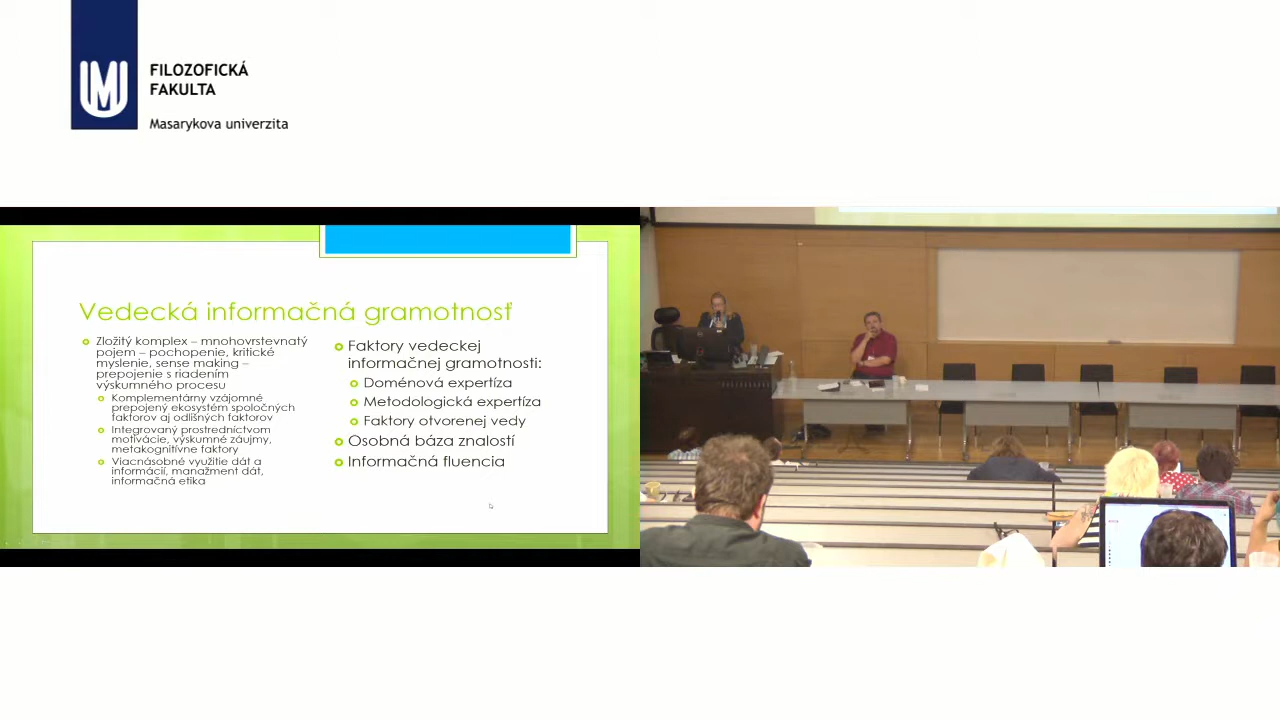 FILOZOFICKÁ
FAKULTA
Masarykova univerzita
Vedecká informačná gramotnosť
Zložitý komplex – mnohovrstevnatý
pojem – pochopenie, kritické
myslenie, sense making –
prepojenie s riadením
výskumného procesu
Komplementárny vzájomné
prepojený ekosystém spoločných
faktorov aj odlišných faktorov
Integrovaný prostredníctvom
motivácie, výskumné záujmy,
metakognitívne faktory
Viacnásobné využitie dát a
informácií, manažment dát,
informačná etika
Faktory vedeckej
informačnej gramotnosti:
Doménová expertíza
Metodologická expertíza
Faktory otvorenej vedy
Osobná báza znalostí
Informačná fluencia